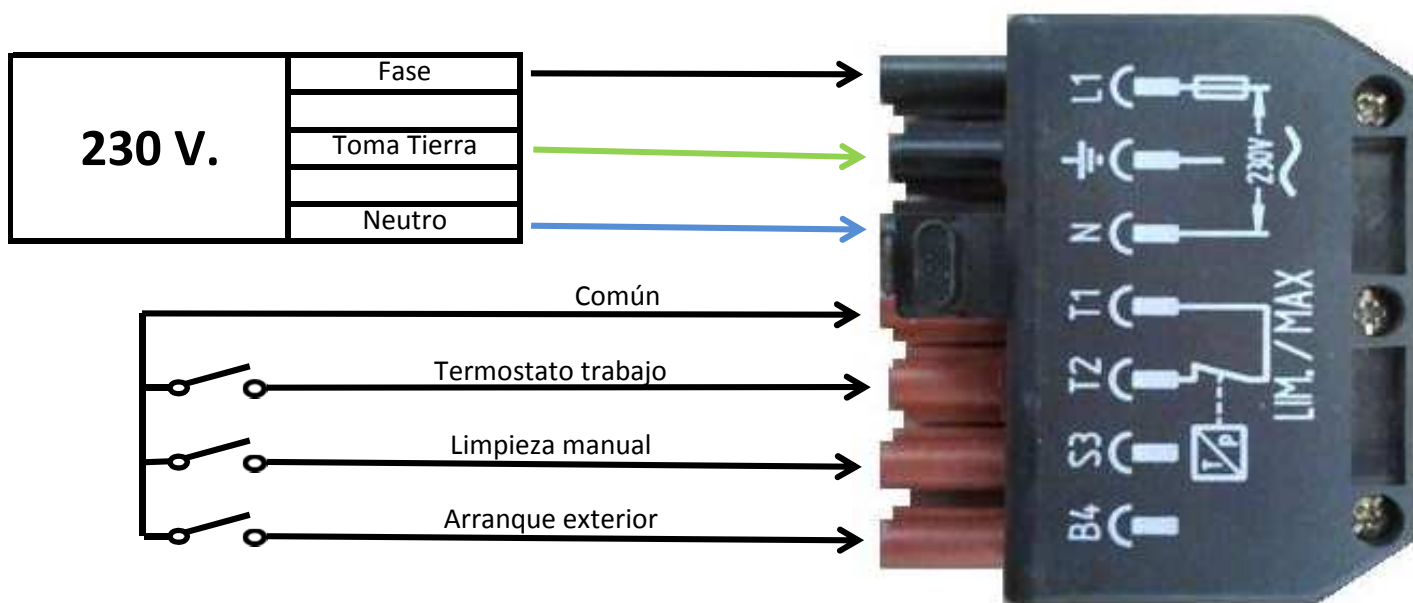 230 V.
Fase
Toma Tierra
Neutro
Común
Termostato trabajo
Limpieza manual
Arranque exterior
L1
230V
N
T1
T2
LIM./MAX
S3
T
P
B4